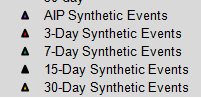 AIP Synthetic Events
3-Day Synthetic Events
7-Day Synthetic Events
15-Day Synthetic Events
30-Day Synthetic Events